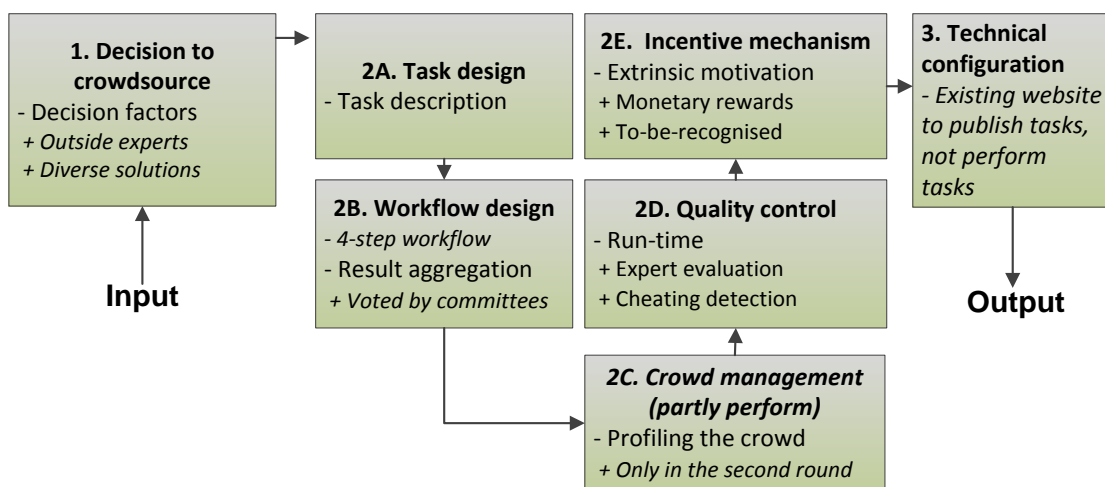 1. Decision to
crowdsource
- Decision factors
+ Outside experts
+ Diverse solutions
Input
2A. Task design
- Task description
2B. Workflow design
- 4-step workflow
- Result aggregation
+ Voted by committees
2C. Crowd management
(partly perform)
- Profiling the crowd
+ Only in the second round
2D. Quality control
- Run-time
+ Expert evaluation
+ Cheating detection
2E. Incentive mechanism
- Extrinsic motivation
+ Monetary rewards
+ To-be-recognised
3. Technical
configuration
- Existing website
to publish tasks,
not perform
tasks
Output